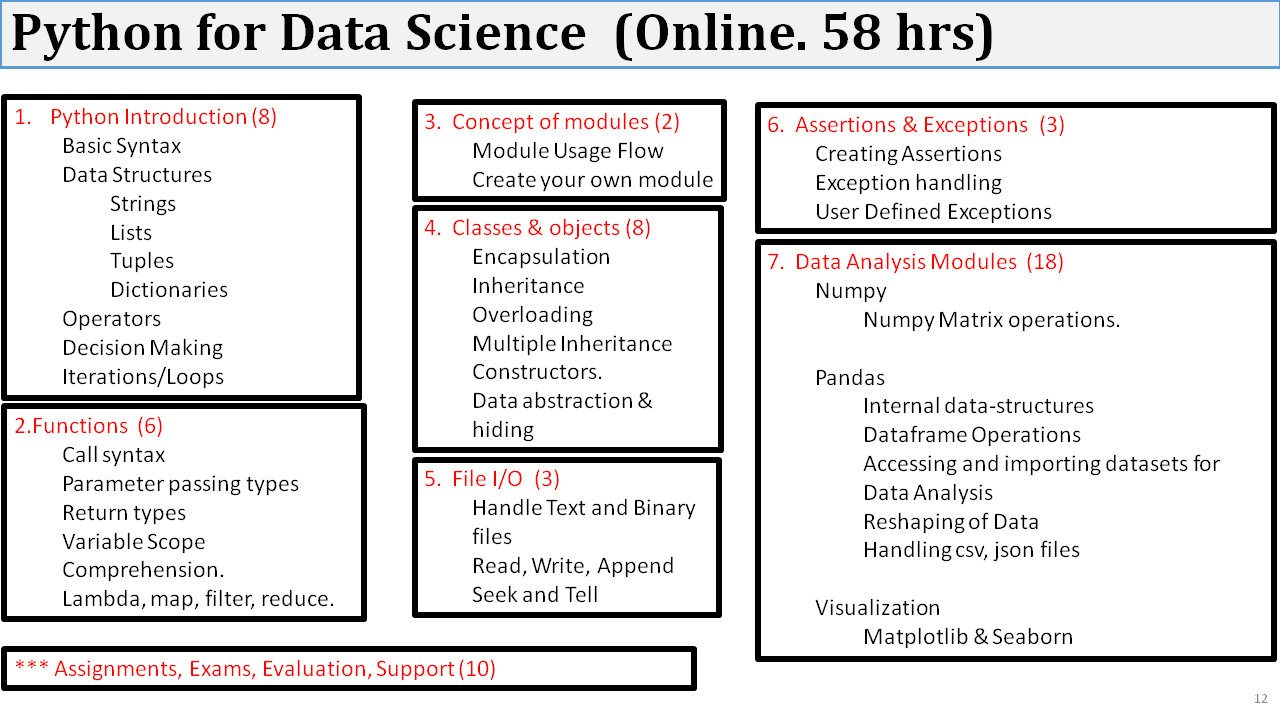 Python for Data Science  (Online. 58 hrs)
1.   Python Introduction (8)
Basic Syntax
Data Structures
Strings
Lists
Tuples
Dictionaries
Operators
Decision Making
Iterations/Loops
2.Functions  (6)
Call syntax
Parameter passing types
Return types
Variable Scope
Comprehension.
Lambda, map, filter, reduce.
*** Assignments, Exams, Evaluation, Support (10)
3.  Concept of modules (2)
Module Usage Flow
Create your own module
4.  Classes & objects (8)
Encapsulation
Inheritance
Overloading
Multiple Inheritance
Constructors.
Data abstraction &
hiding
5.  File I/O  (3)
Handle Text and Binary
files
Read, Write, Append
Seek and Tell
6.  Assertions & Exceptions  (3)
Creating Assertions
Exception handling
User Defined Exceptions
7.  Data Analysis Modules  (18)
Numpy
Numpy Matrix operations.
Pandas
Internal data-structures
Dataframe Operations
Accessing and importing datasets for
Data Analysis
Reshaping of Data
Handling csv, json files
Visualization
Matplotlib & Seaborn
12